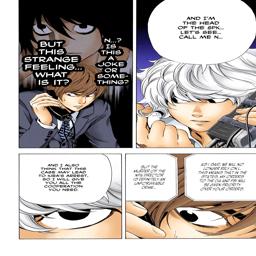 AND I'M THE
HEAD OF
THE SPK...
LET'S SEE...
CALL ME N...
N...?
IS
THIS A
JOKE
OR
SOME-
THING?
BUT...
THIS
STRANGE
FEELING...
WHAT
IS IT?
AND I ALSO
THINK THAT
THIS CASE MAY
LEAD TO
KIRA'S ARREST,
SO I WILL GIVE
YOU ALL THE
COOPERATION
YOU NEED.
BUT THE
MURDER OF THE
NPA DIRECTOR
IS DEFINITELY AN
UNFORGIVABLE
CRIME...